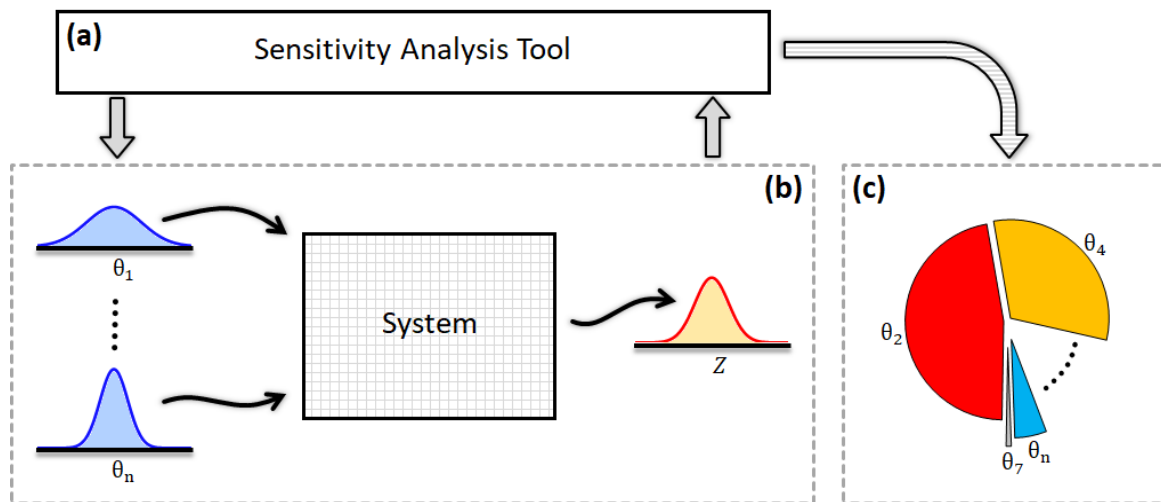 (a)
Sensitivity Analysis Tool
(b)
(c)
θ₁
System
Z
θₙ
θ₄
θ₂
θₙ
θ₇